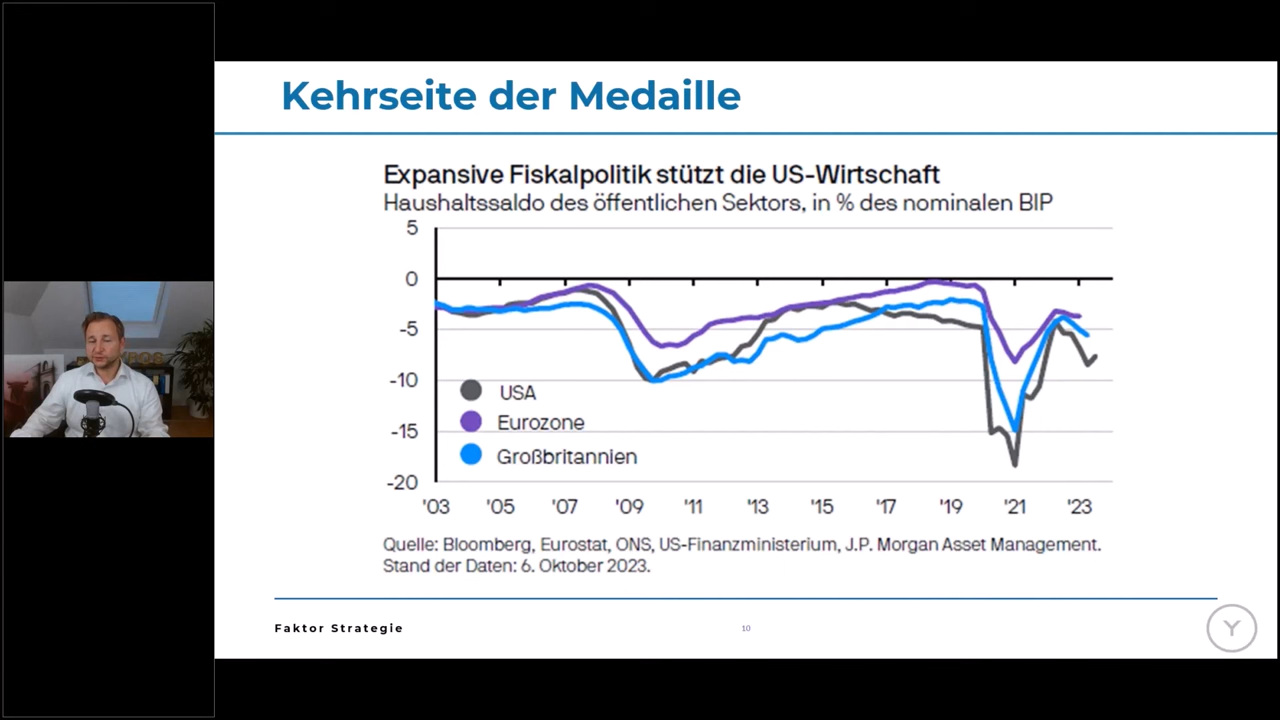 Kehrseite der Medaille
Expansive Fiskalpolitik stützt die US-Wirtschaft
Haushaltssaldo des öffentlichen Sektors, in % des nominalen BIP
5
0
-5
-10
-15
-20
USA
Eurozone
Großbritannien
'03 '05 '07 '09 '11 '13 '15 '17 '19 '21 '23
Quelle: Bloomberg, Eurostat, ONS, US-Finanzministerium, J.P. Morgan Asset Management.
Stand der Daten: 6. Oktober 2023.
Faktor Strategie
10
Y